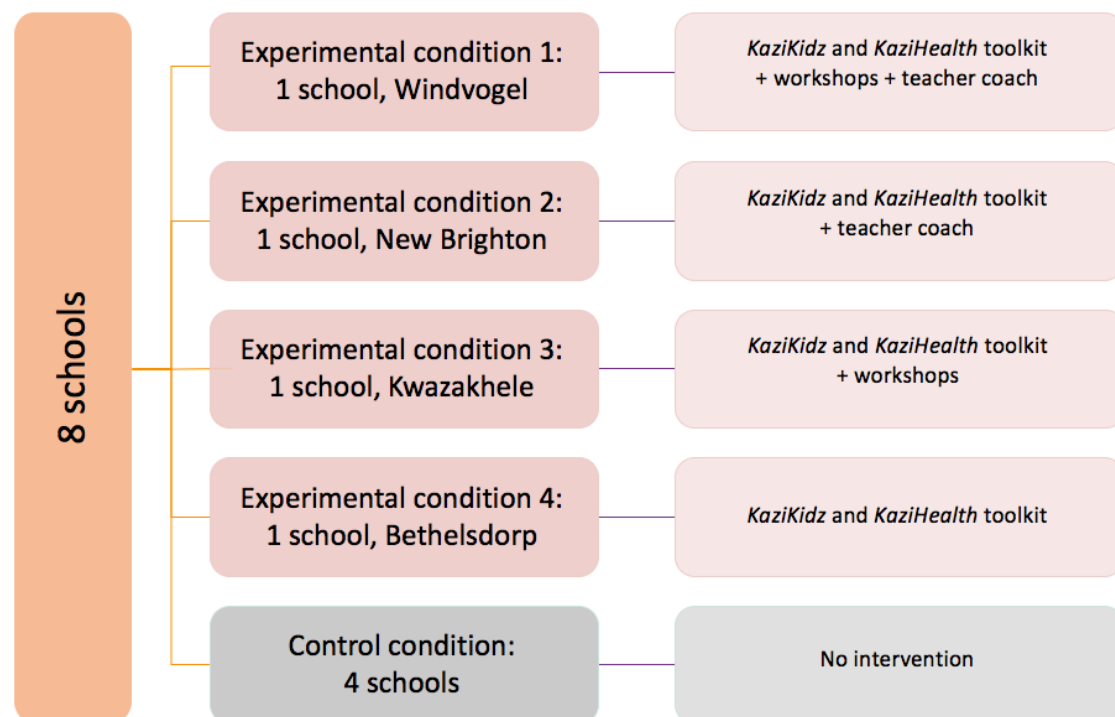 8 schools
Experimental condition 1:
1 school, Windvogel
KaziKidz and KaziHealth toolkit
+ workshops + teacher coach
Experimental condition 2:
1 school, New Brighton
KaziKidz and KaziHealth toolkit
+ teacher coach
Experimental condition 3:
1 school, Kwazakhele
KaziKidz and KaziHealth toolkit
+ workshops
Experimental condition 4:
1 school, Bethelsdorp
KaziKidz and KaziHealth toolkit
Control condition:
4 schools
No intervention